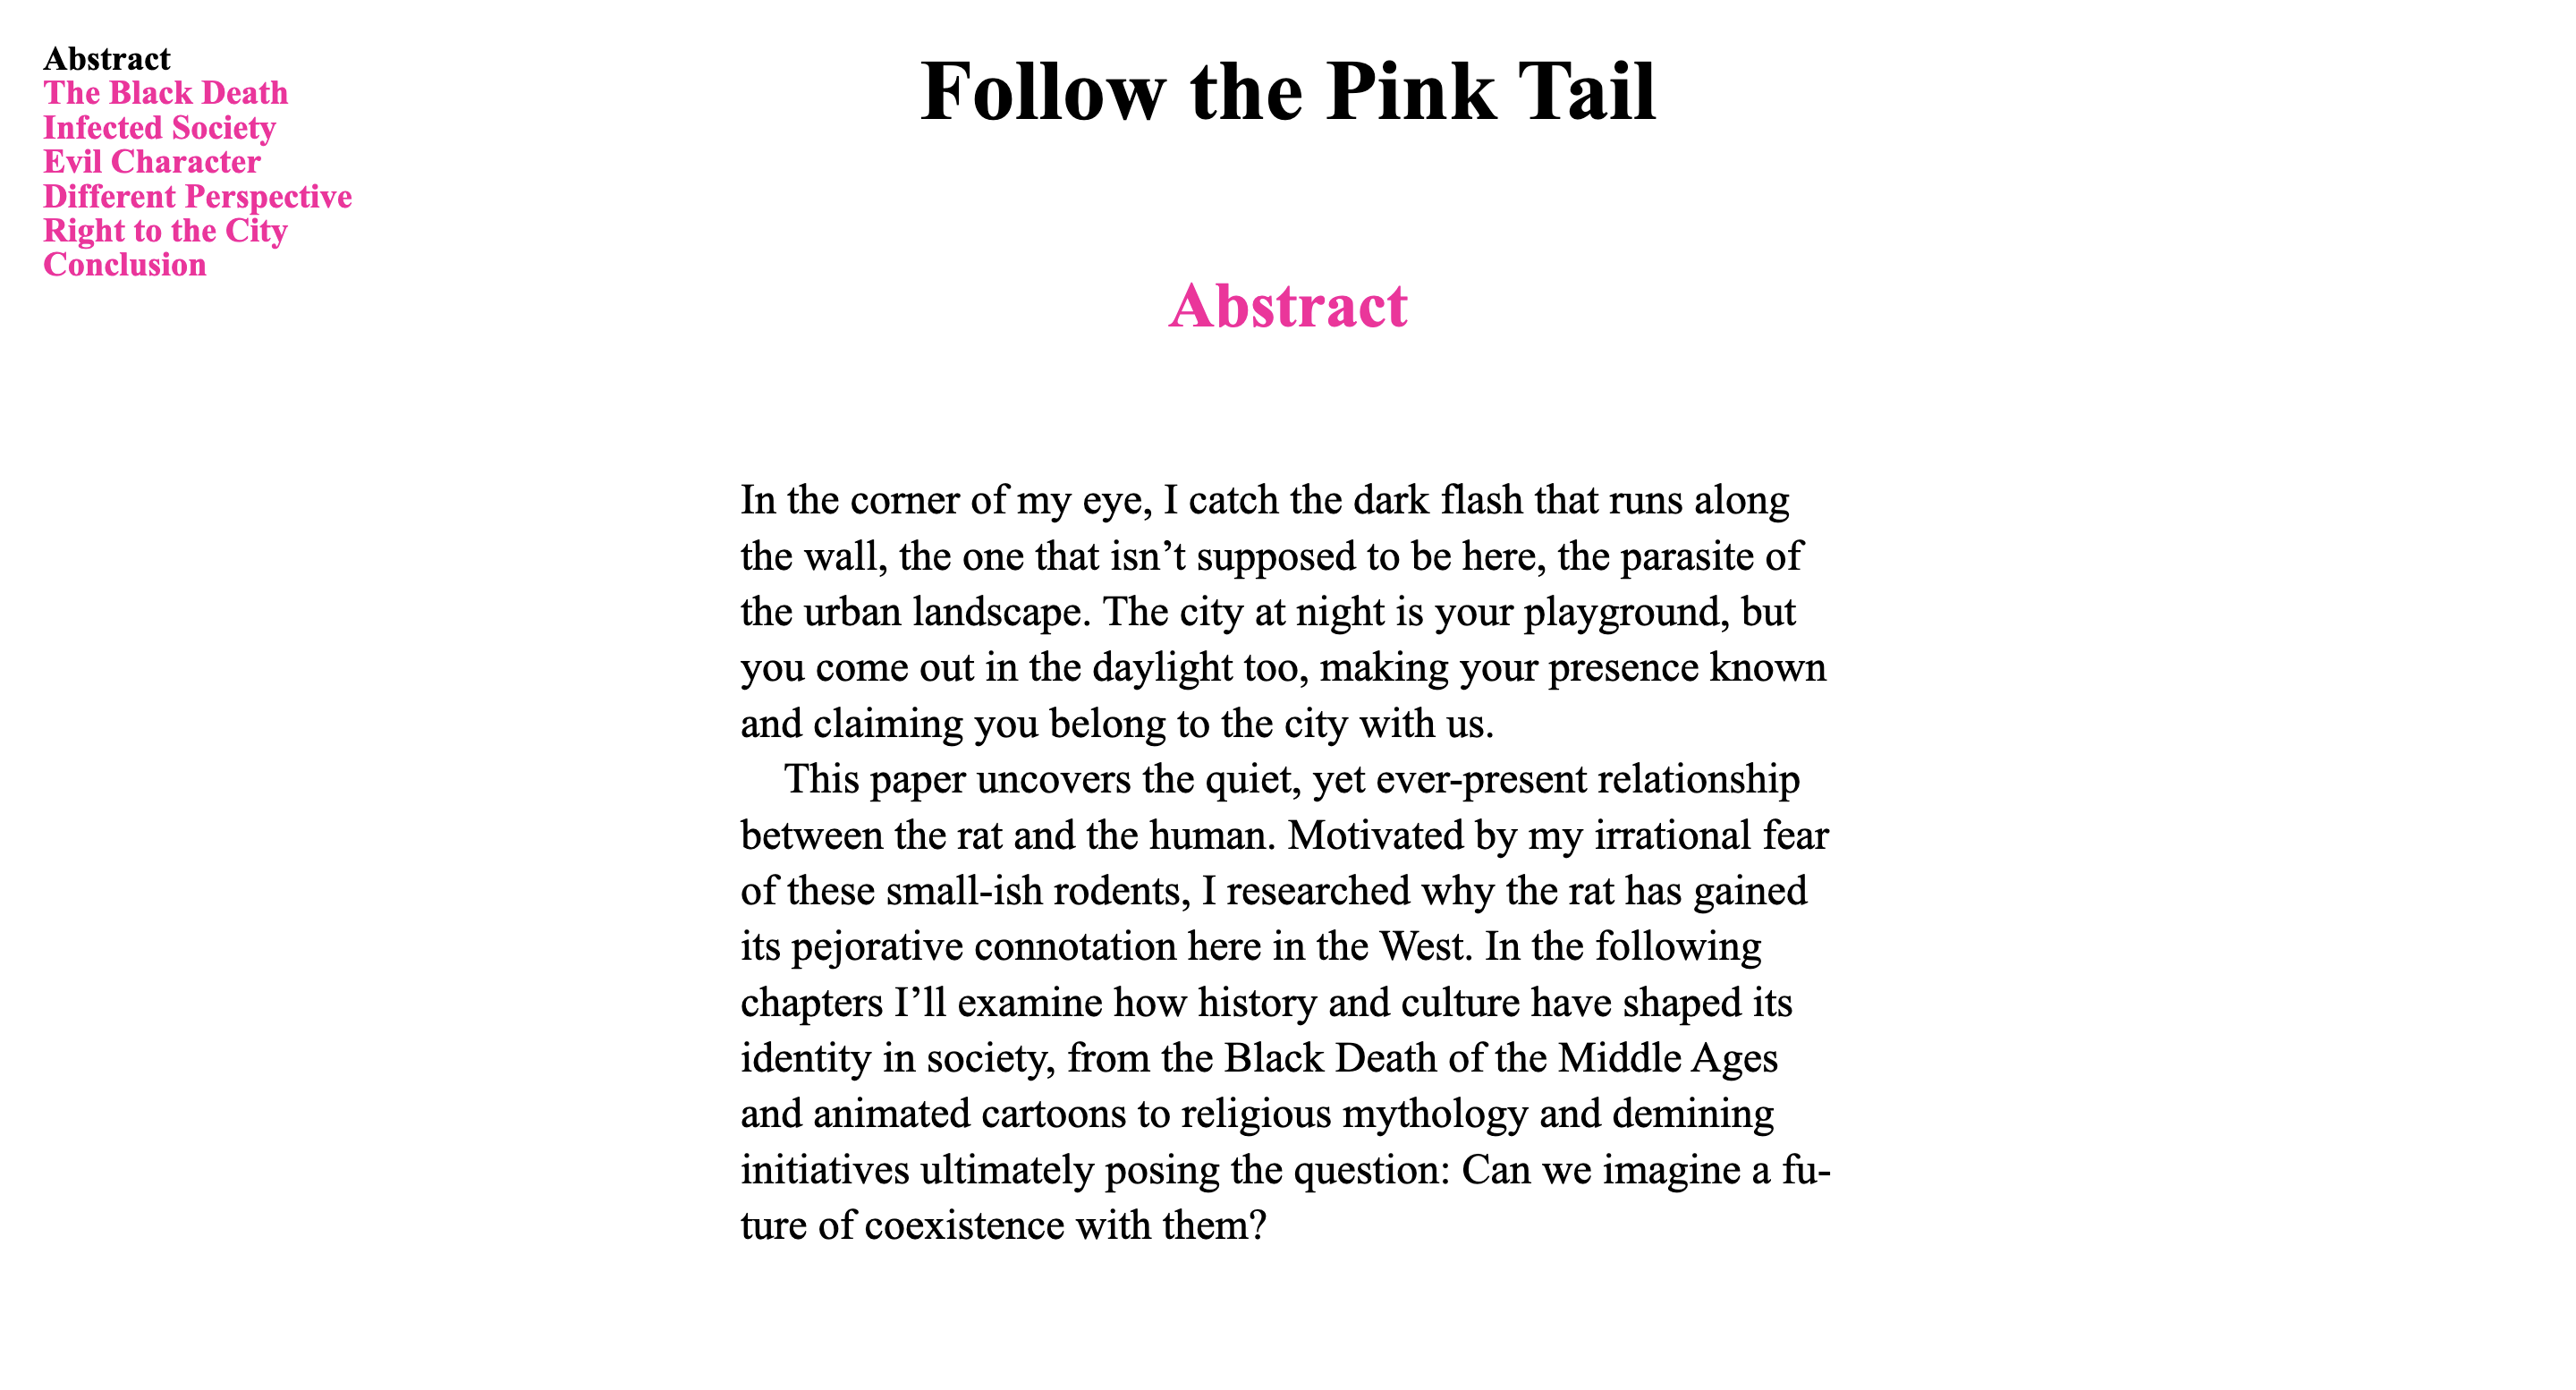 Abstract
The Black Death
Infected Society
Evil Character
Different Perspective
Right to the City
Conclusion
Follow the Pink Tail
Abstract
In the corner of my eye, I catch the dark flash that runs along
the wall, the one that isn’t supposed to be here, the parasite of
the urban landscape. The city at night is your playground, but
you come out in the daylight too, making your presence known
and claiming you belong to the city with us.
This paper uncovers the quiet, yet ever-present relationship
between the rat and the human. Motivated by my irrational fear
of these small-ish rodents, I researched why the rat has gained
its pejorative connotation here in the West. In the following
chapters I’ll examine how history and culture have shaped its
identity in society, from the Black Death of the Middle Ages
and animated cartoons to religious mythology and demining
initiatives ultimately posing the question: Can we imagine a fu-
ture of coexistence with them?